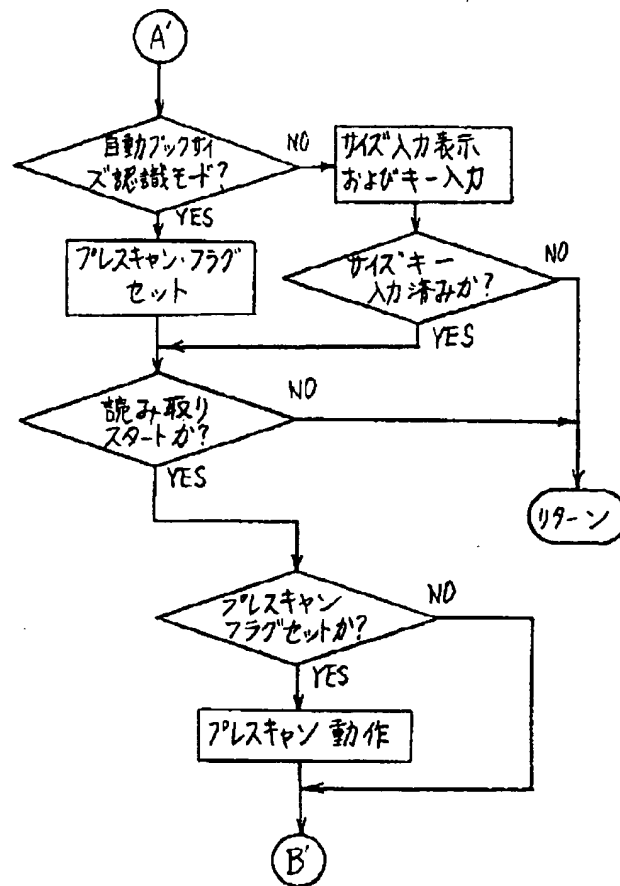 A'
自動ブックサイ
ズ認識モード?
NO
サイズ入力表示
およびキー入力
YES
プレスキャン・フラグ
セット
サイズキー
入力済みか?
NO
YES
読み取り
スタートか?
NO
YES
リターン
プレスキャン
フラグセットか?
NO
YES
プレスキャン動作
B'